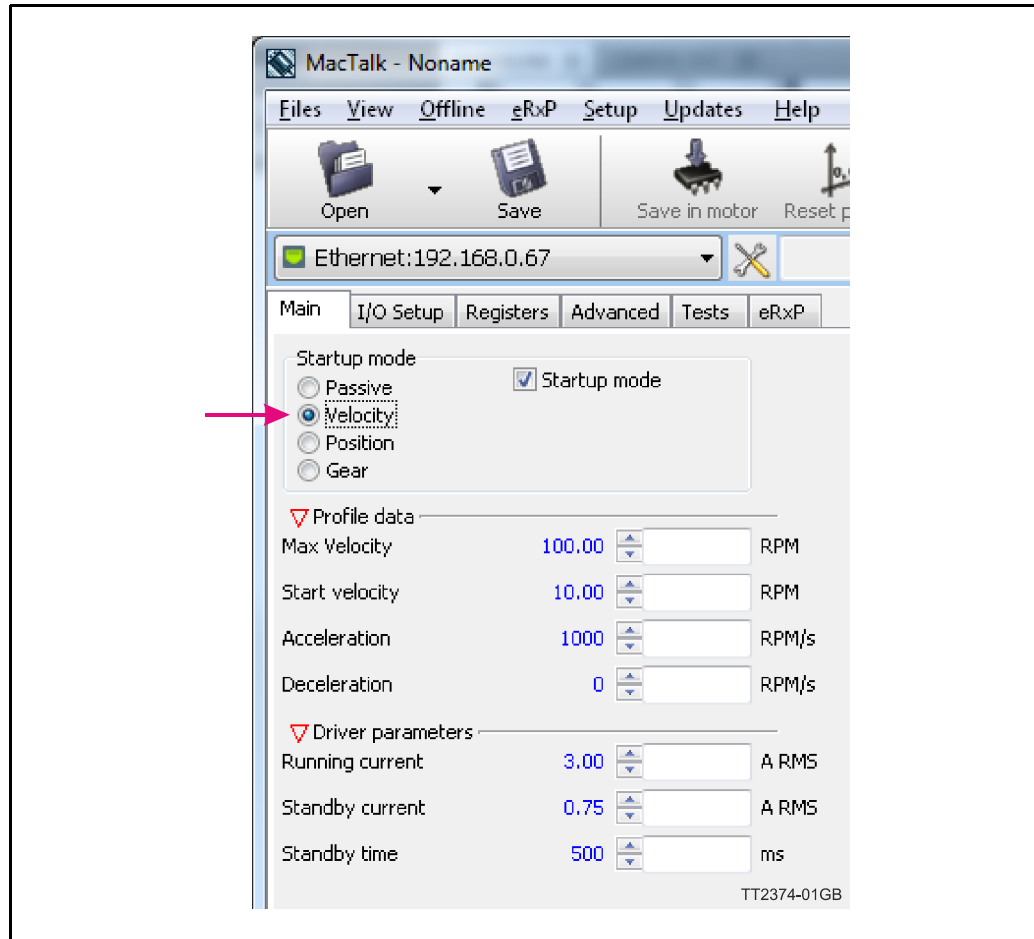 MacTalk - Noname
Files View Offline eRxP Setup Updates Help
Open Save Save in motor Reset
Ethernet:192.168.0.67
Main I/O Setup Registers Advanced Tests eRxP
Startup mode
Startup mode
Passive
Velocity
Position
Gear
Profile data
Max Velocity 100.00 RPM
Start velocity 10.00 RPM
Acceleration 1000 RPM/s
Deceleration 0 RPM/s
Driver parameters
Running current 3.00 A RMS
Standby current 0.75 A RMS
Standby time 500 ms
TT2374-01GB